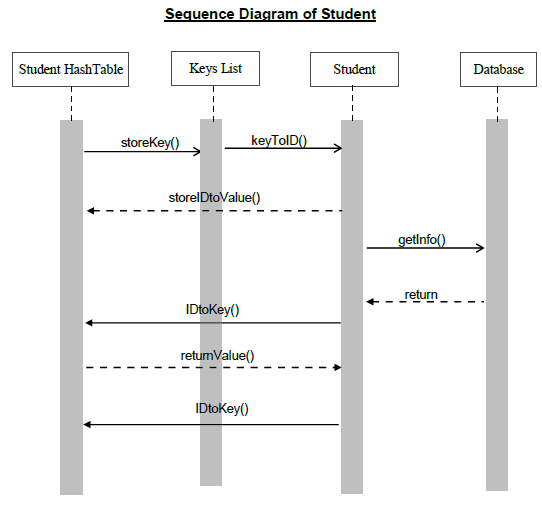 Sequence Diagram of Student
Student HashTable
Keys List
Student
Database
storeKey()
keyToID()
storeIDtoValue()
getInfo()
return
IDtoKey()
returnValue()
IDtoKey()